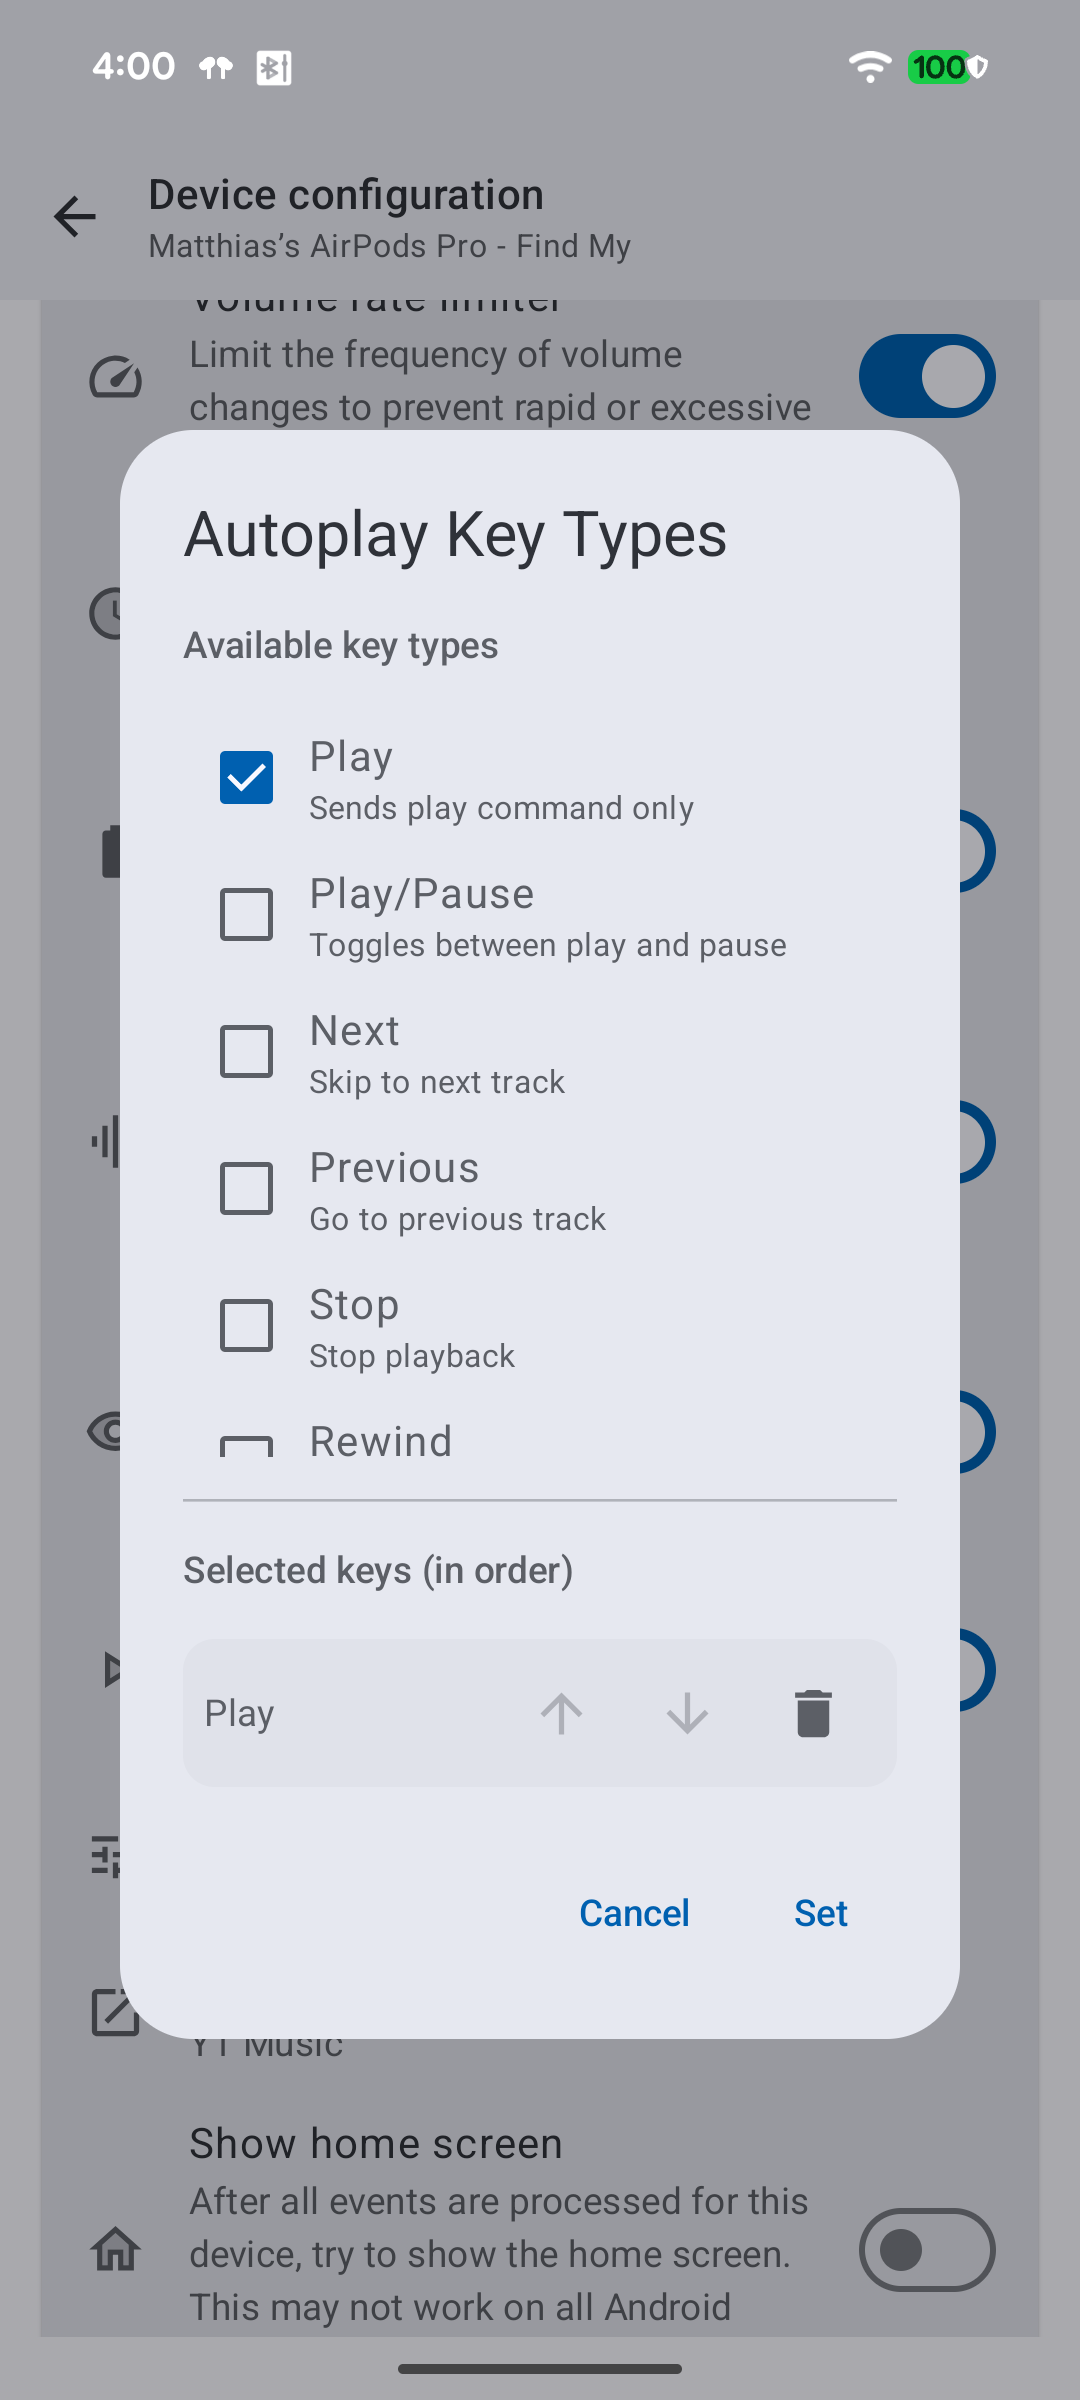 4:00
100
Device configuration
Matthias’s AirPods Pro - Find My
Volume rate limiter
Limit the frequency of volume
changes to prevent rapid or excessive
Autoplay Key Types
Available key types
Play
Sends play command only
Play/Pause
Toggles between play and pause
Next
Skip to next track
Previous
Go to previous track
Stop
Stop playback
Rewind
Selected keys (in order)
Play
Cancel
Set
YT Music
Show home screen
After all events are processed for this
device, try to show the home screen.
This may not work on all Android